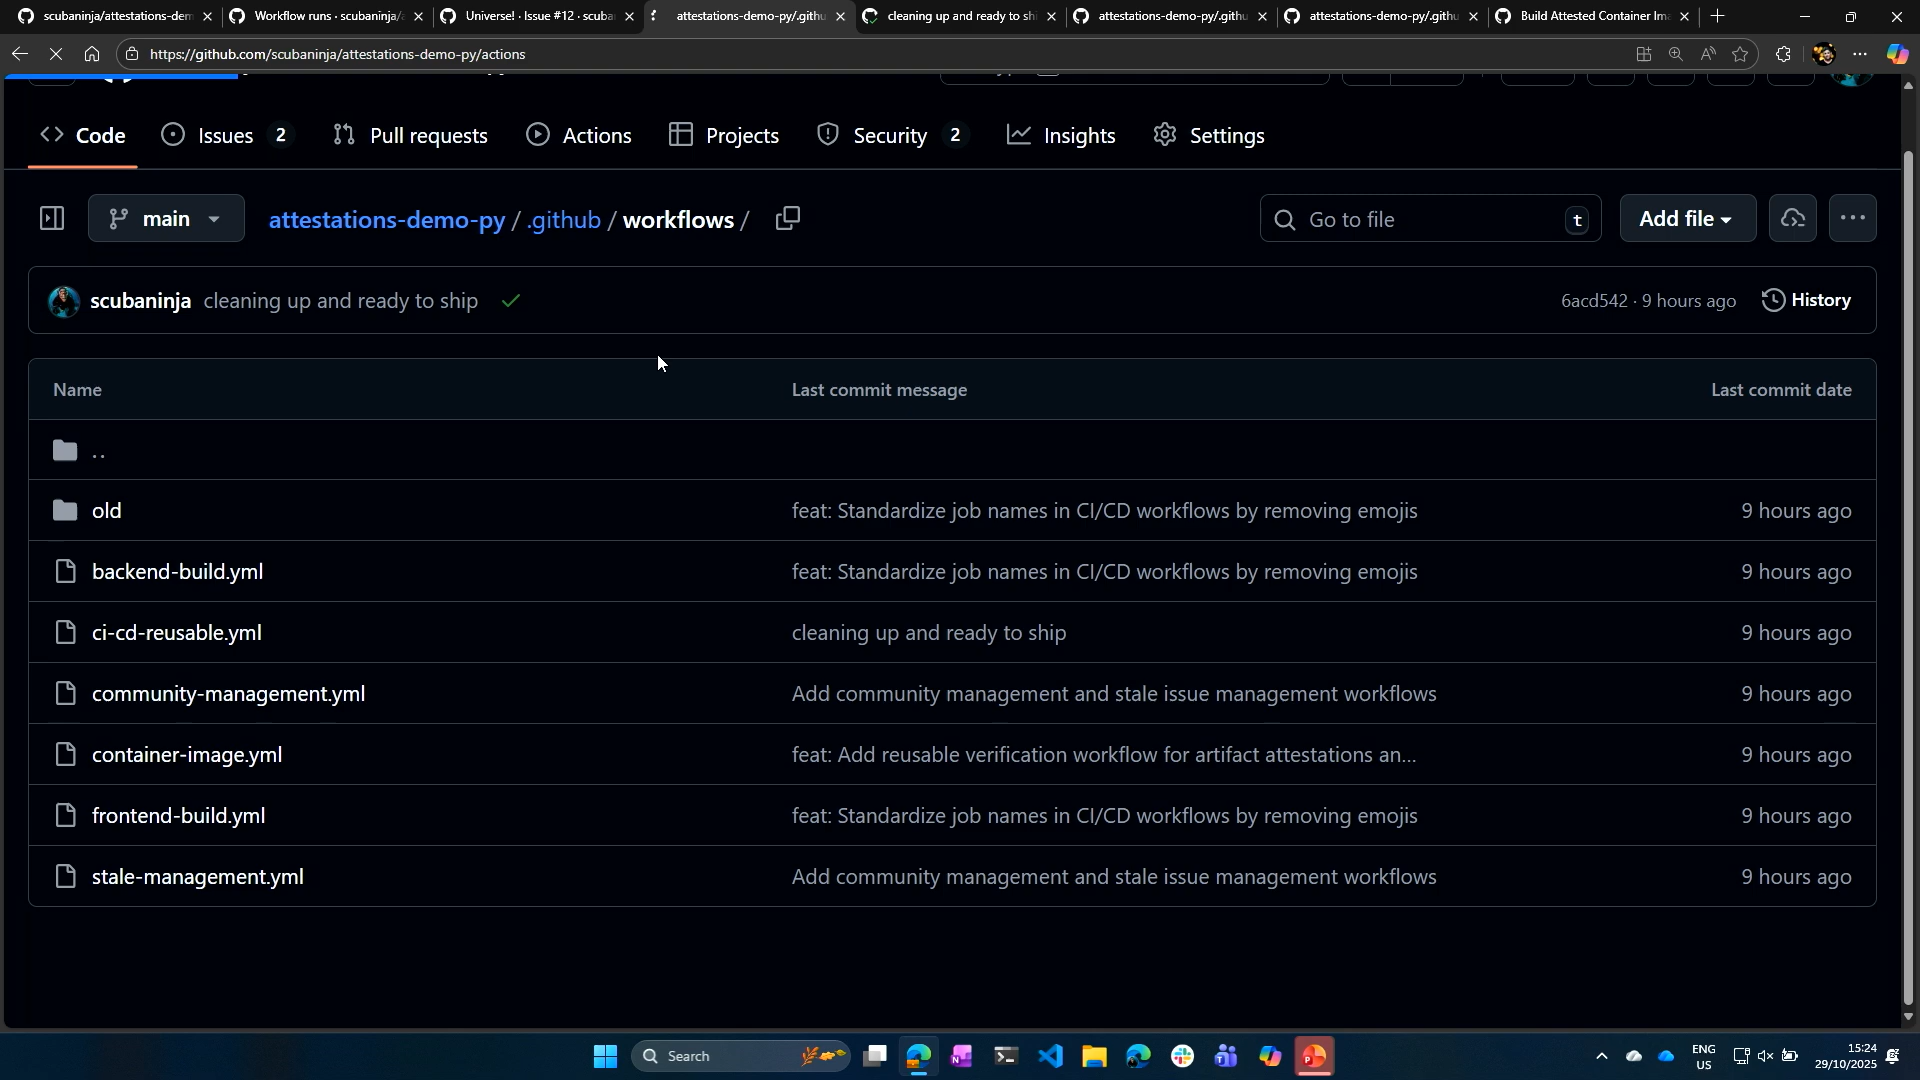 scubaninja/attestations-dem
Workflow runs · scubaninja/a
Universe! · Issue #12 · scuba
attestations-demo-py/.githu
cleaning up and ready to shi
attestations-demo-py/.githu
attestations-demo-py/.githu
Build Attested Container Ima
https://github.com/scubaninja/attestations-demo-py/actions
Code
Issues 2
Pull requests
Actions
Projects
Security 2
Insights
Settings
main
attestations-demo-py / .github / workflows /
Go to file t
Add file
scubaninja cleaning up and ready to ship
6acd542 · 9 hours ago
History
Name Last commit message Last commit date
..
old feat: Standardize job names in CI/CD workflows by removing emojis 9 hours ago
backend-build.yml feat: Standardize job names in CI/CD workflows by removing emojis 9 hours ago
ci-cd-reusable.yml cleaning up and ready to ship 9 hours ago
community-management.yml Add community management and stale issue management workflows 9 hours ago
container-image.yml feat: Add reusable verification workflow for artifact attestations an... 9 hours ago
frontend-build.yml feat: Standardize job names in CI/CD workflows by removing emojis 9 hours ago
stale-management.yml Add community management and stale issue management workflows 9 hours ago
Search
ENG
US
15:24
29/10/2025